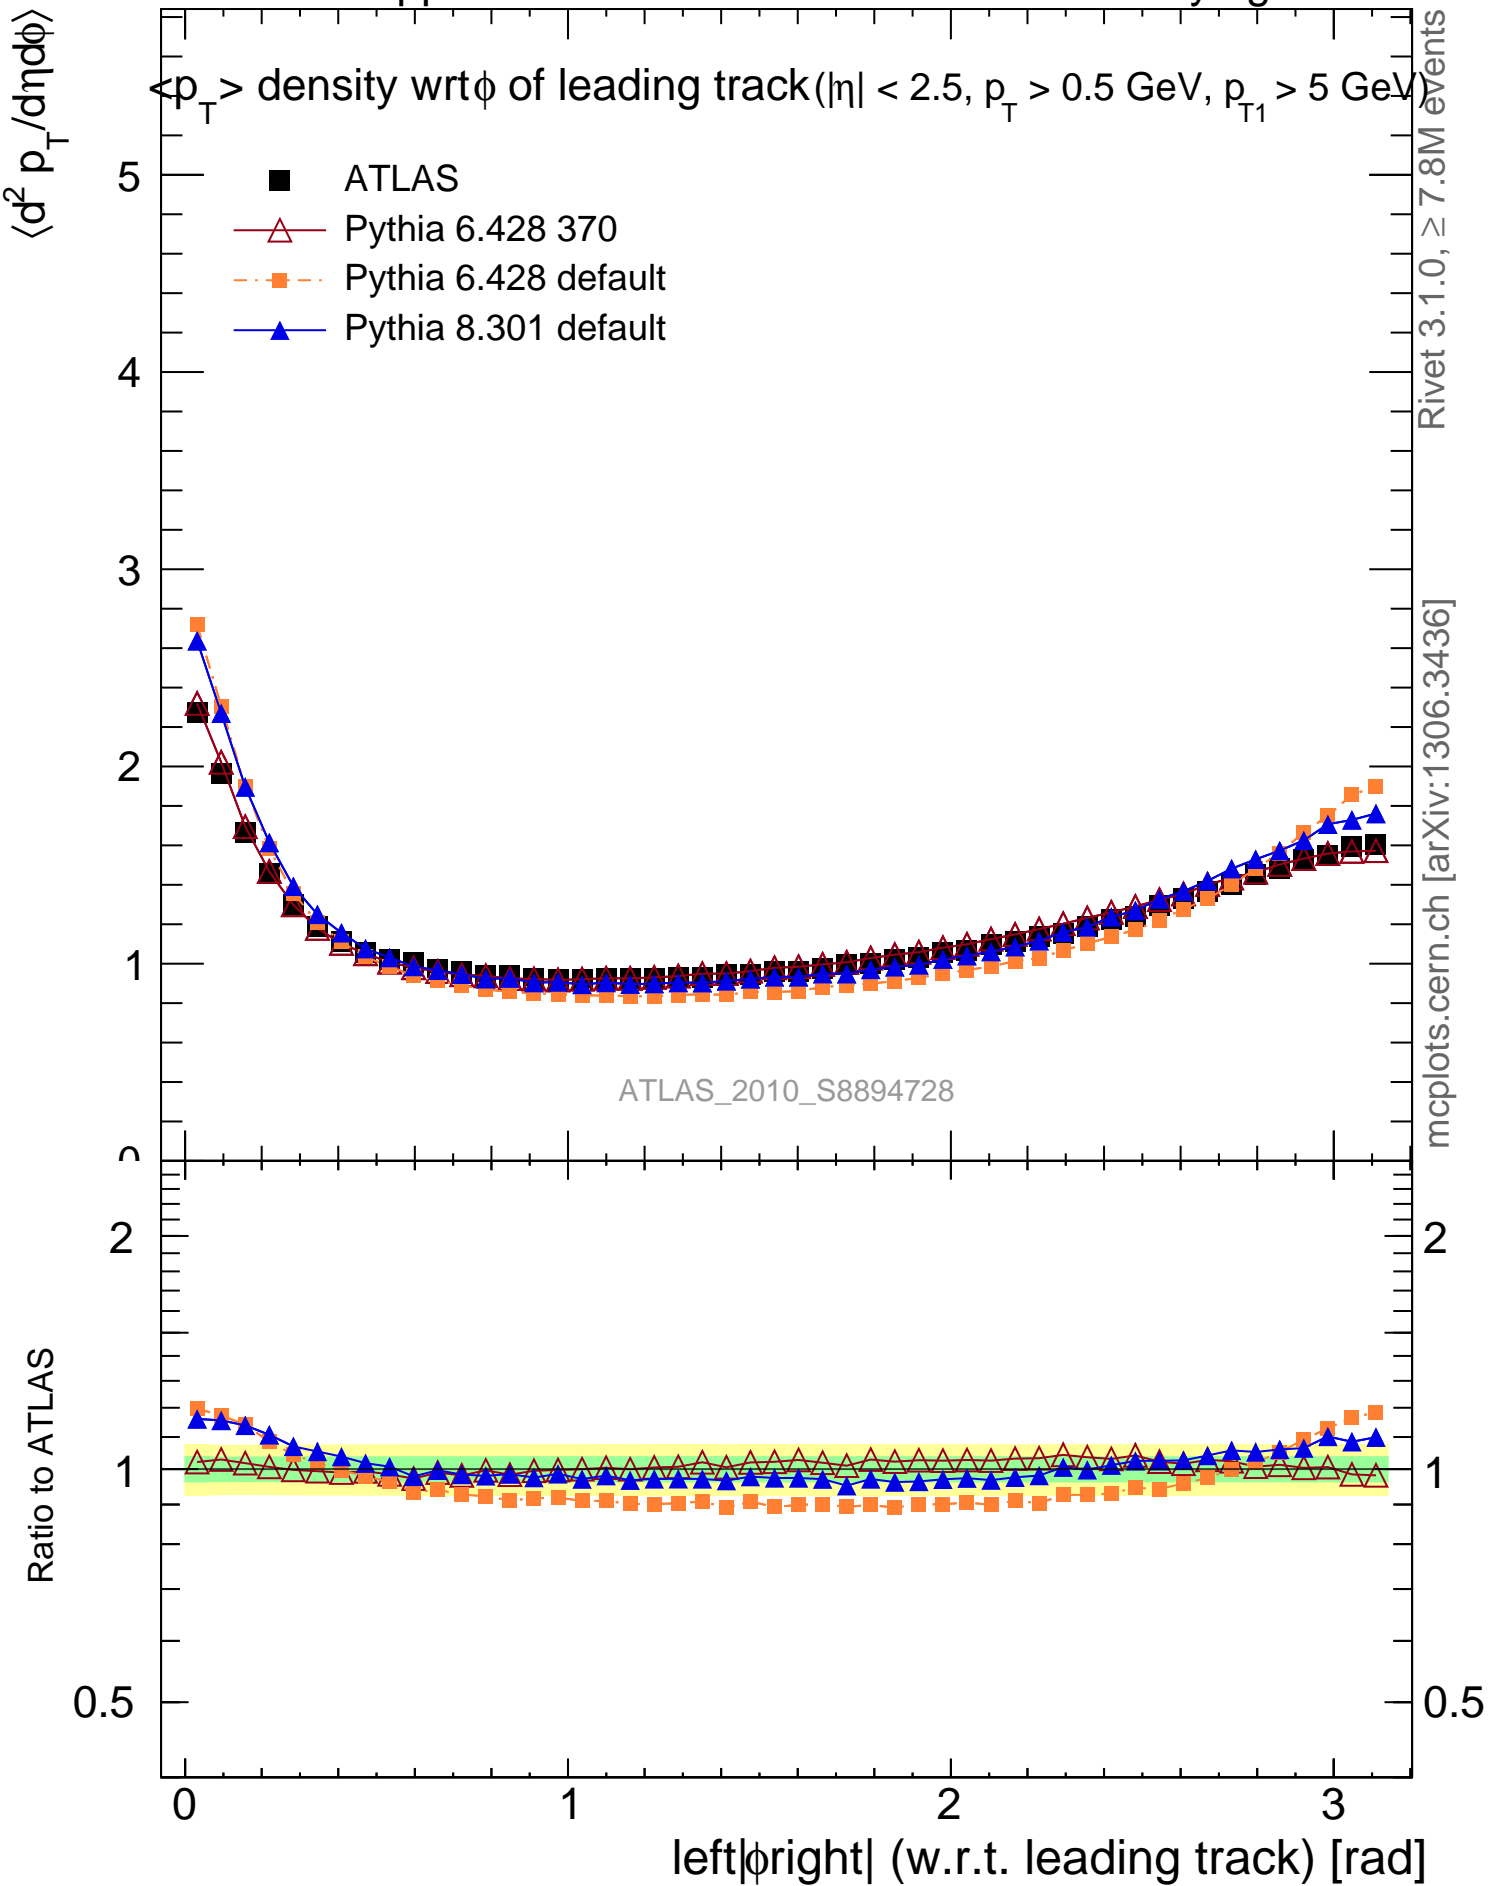 <p_T> density wrt ϕ of leading track (|η| < 2.5, p_T > 0.5 GeV, p_T1 > 5 GeV)
⟨d² p_T/dηdϕ⟩
ATLAS
Pythia 6.428 370
Pythia 6.428 default
Pythia 8.301 default
5
4
3
2
1
0
ATLAS_2010_S8894728
Rivet 3.1.0, ≥ 7.8M events
mcplots.cern.ch [arXiv:1306.3436]
Ratio to ATLAS
2
1
0.5
2
1
0.5
0 1 2 3
left|ϕright| (w.r.t. leading track) [rad]